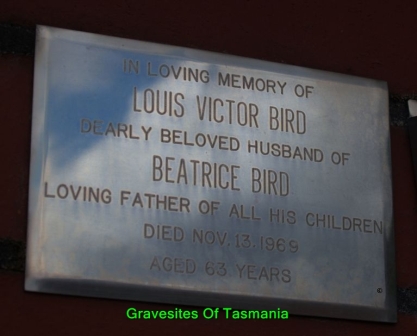 IN LOVING MEMORY OF
LOUIS VICTOR BIRD
DEARLY BELOVED HUSBAND OF
BEATRICE BIRD
LOVING FATHER OF ALL HIS CHILDREN
DIED NOV. 13. 1969
AGED 63 YEARS
Gravesites Of Tasmania